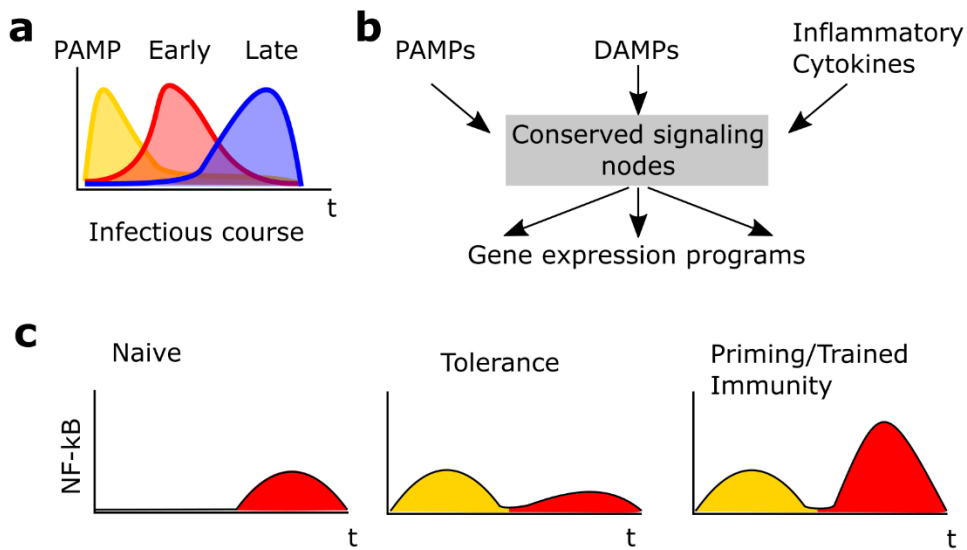 a
PAMP Early Late
t
Infectious course
b
PAMPs DAMPs Inflammatory
Cytokines
Conserved signaling
nodes
Gene expression programs
c
Naive
Tolerance
Priming/Trained
Immunity
NF-kB
t
t
t